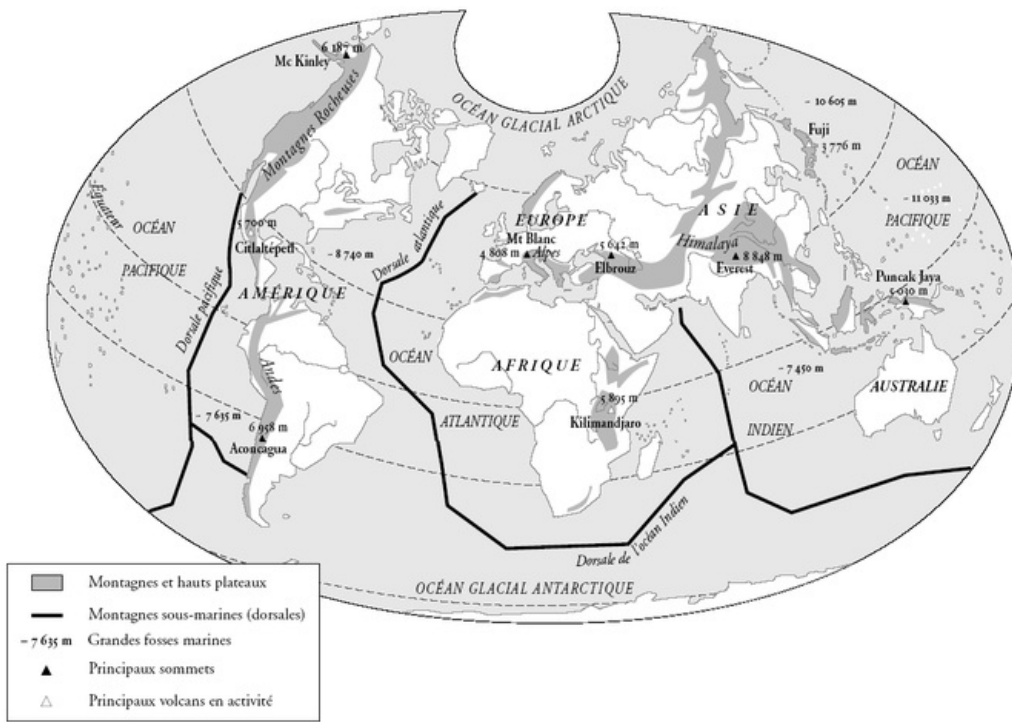 6 187 m
Mc Kinley
Montagnes Rocheuses
OCÉAN GLACIAL ARCTIQUE
- 10 605 m
Fuji
3 776 m
OCÉAN
- 11 033 m
PACIFIQUE
Équateur
OCÉAN
PACIFIQUE
5 700 m
Citlaltépetl
- 8 740 m
Dorsale atlantique
EUROPE
Mt Blanc
4 808 m
Alpes
5 642 m
Elbrouz
ASIE
Himalaya
8 848 m
Everest
Puncak Jaya
5 030 m
Dorsale pacifique
AMÉRIQUE
Andes
OCÉAN
ATLANTIQUE
AFRIQUE
5 895 m
Kilimandjaro
- 7 450 m
OCÉAN
INDIEN
AUSTRALIE
- 7 635 m
6 958 m
Aconcagua
Dorsale de l'océan Indien
OCÉAN GLACIAL ANTARCTIQUE
Montagnes et hauts plateaux
Montagnes sous-marines (dorsales)
- 7 635 m Grandes fosses marines
Principaux sommets
Principaux volcans en activité